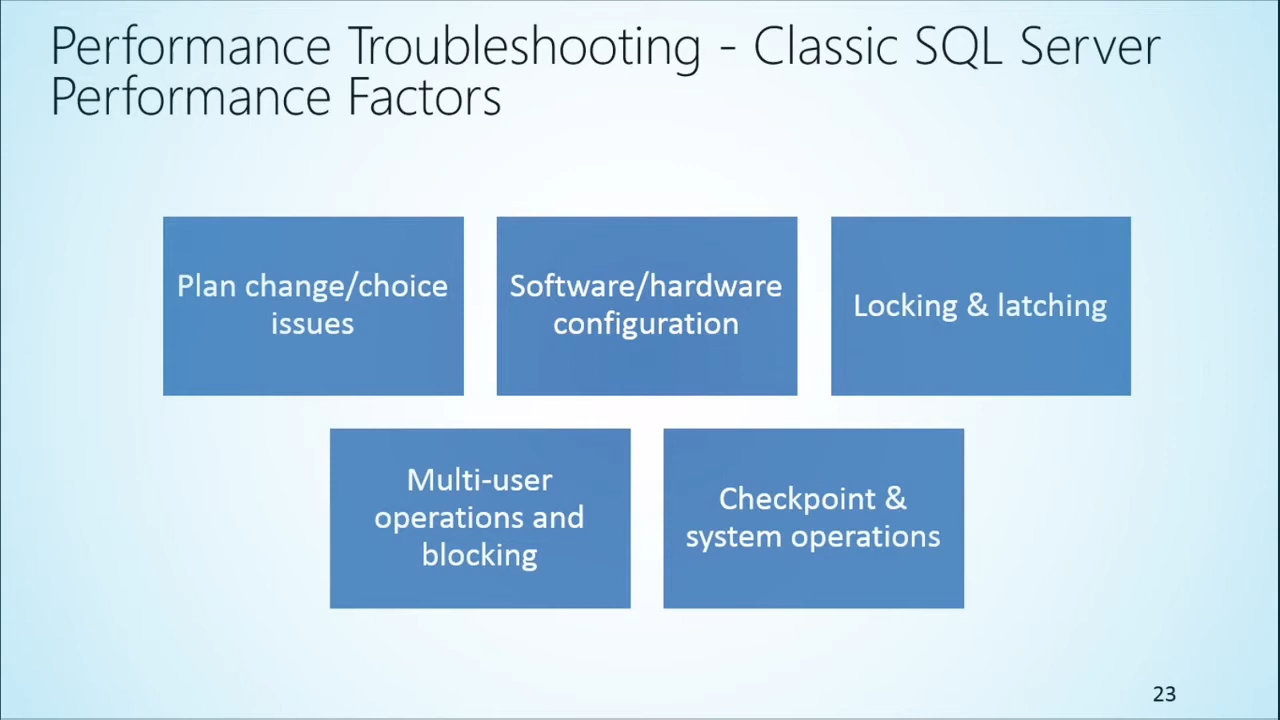 Performance Troubleshooting - Classic SQL Server
Performance Factors
Plan change/choice
issues
Software/hardware
configuration
Locking & latching
Multi-user
operations and
blocking
Checkpoint &
system operations
23